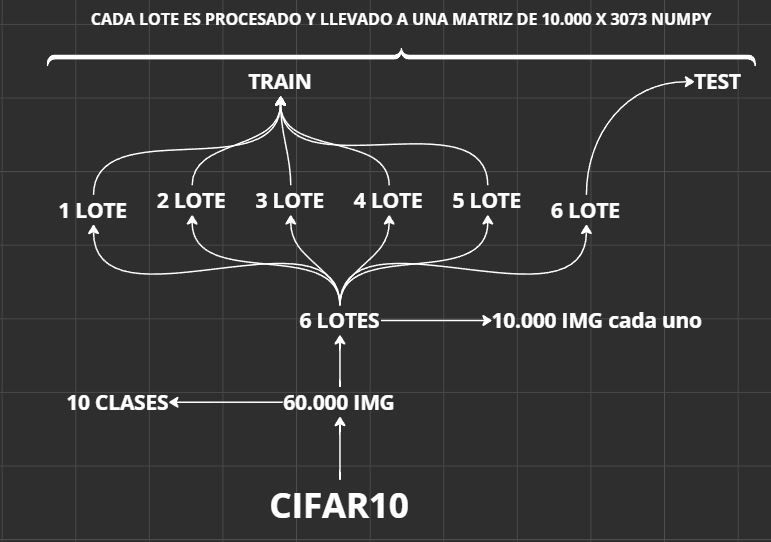 CADA LOTE ES PROCESADO Y LLEVADO A UNA MATRIZ DE 10.000 X 3073 NUMPY
TRAIN
TEST
1 LOTE
2 LOTE
3 LOTE
4 LOTE
5 LOTE
6 LOTE
6 LOTES
10.000 IMG cada uno
10 CLASES
60.000 IMG
CIFAR10